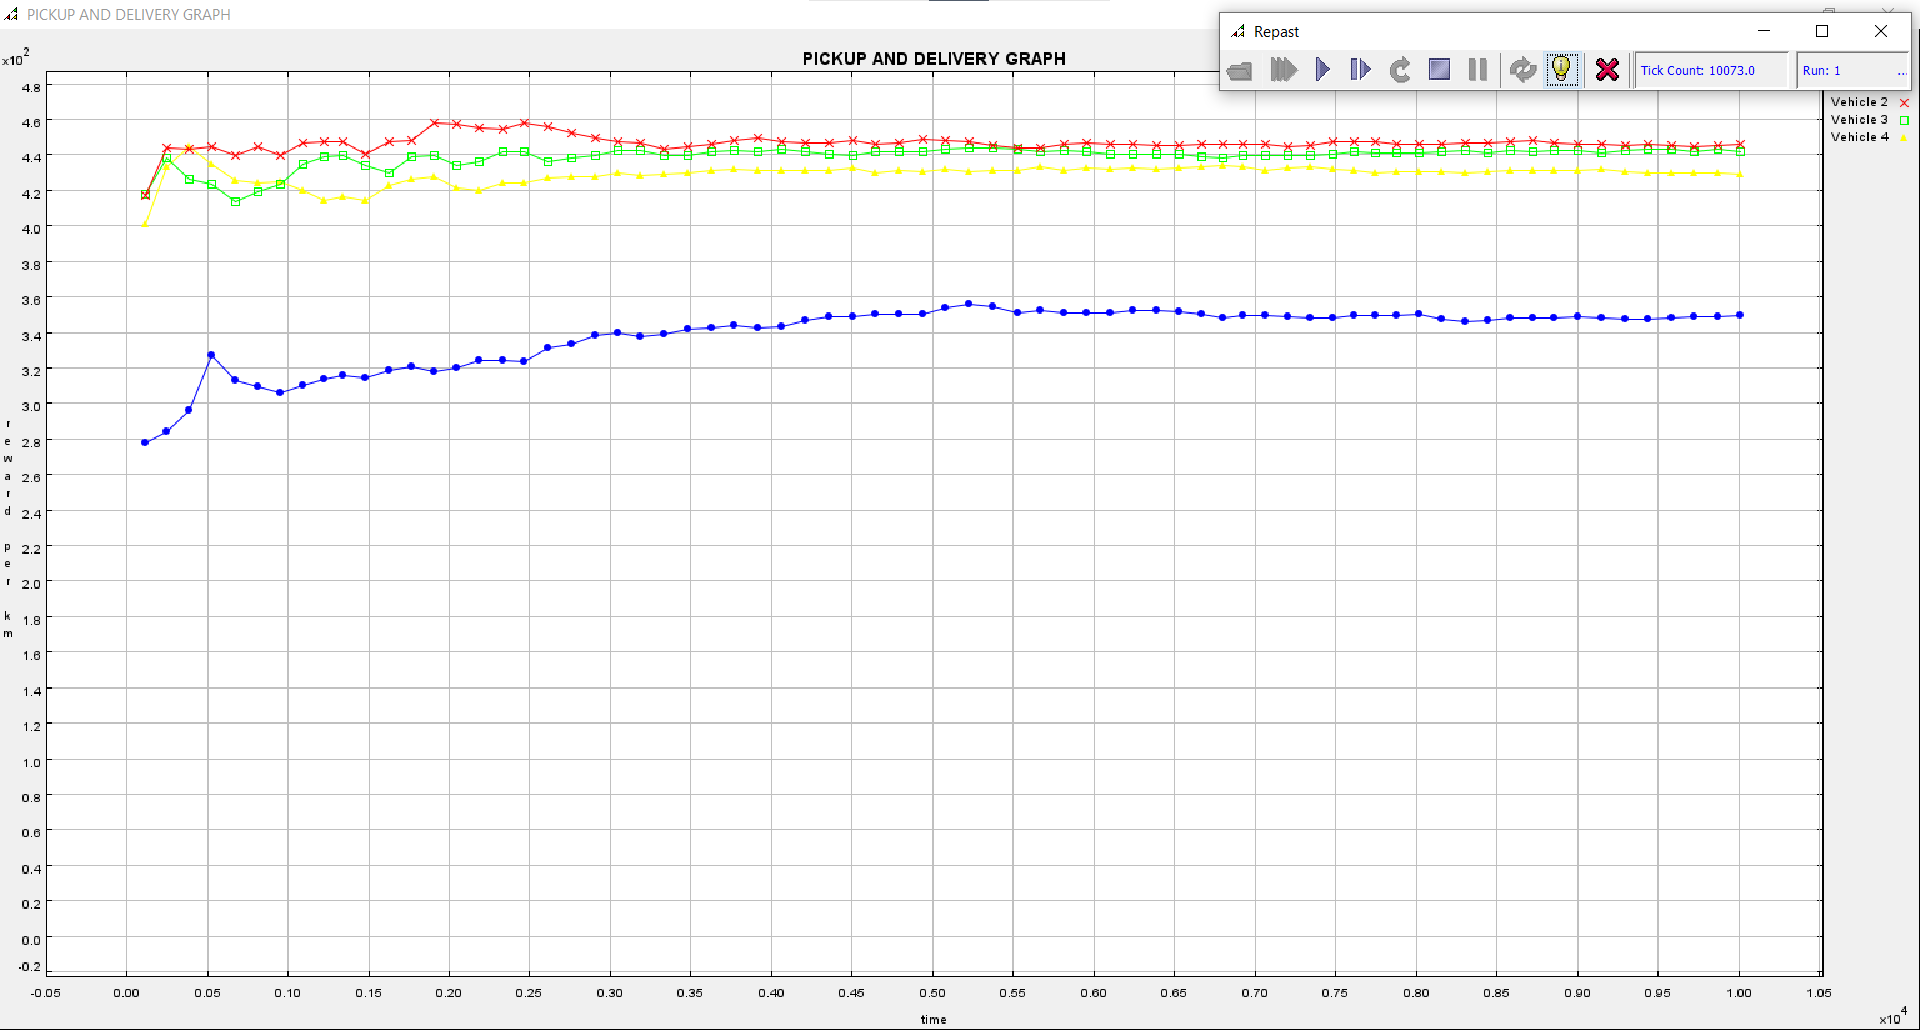 PICKUP AND DELIVERY GRAPH
Repast
Tick Count: 10073.0
Run: 1
...
PICKUP AND DELIVERY GRAPH
x10 2
Vehicle 2
Vehicle 3
Vehicle 4
4.8
4.6
4.4
4.2
4.0
3.8
3.6
3.4
3.2
3.0
2.8
2.6
2.4
2.2
2.0
1.8
1.6
1.4
1.2
1.0
0.8
0.6
0.4
0.2
0.0
-0.2
reward per km
-0.05 0.00 0.05 0.10 0.15 0.20 0.25 0.30 0.35 0.40 0.45 0.50 0.55 0.60 0.65 0.70 0.75 0.80 0.85 0.90 0.95 1.00 1.05
time
x10 4